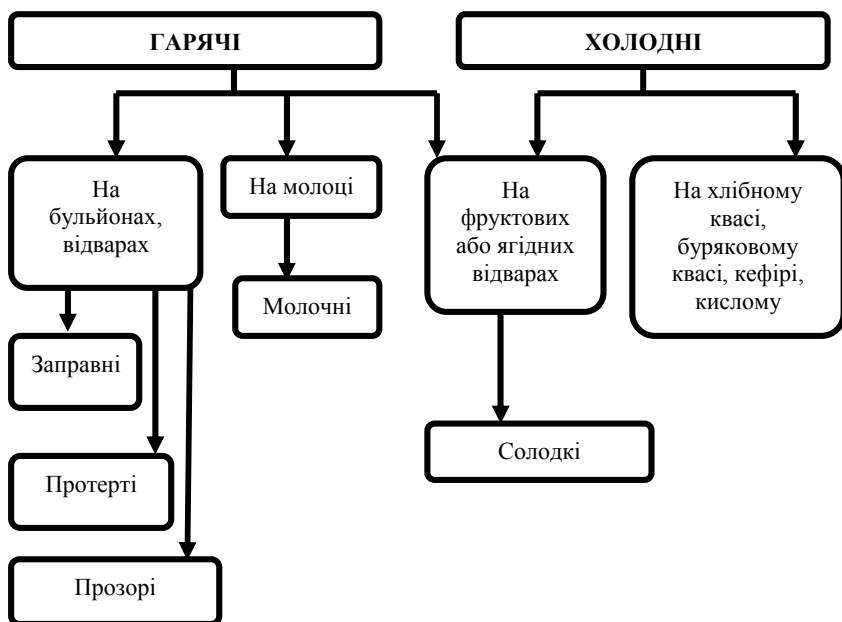 ГАРЯЧІ
ХОЛОДНІ
На
бульйонах,
відварах
На молоці
На
фруктових
або ягідних
відварах
На хлібному
квасі,
буряковому
квасі, кефірі,
кислому
Молочні
Заправні
Солодкі
Протерті
Прозорі